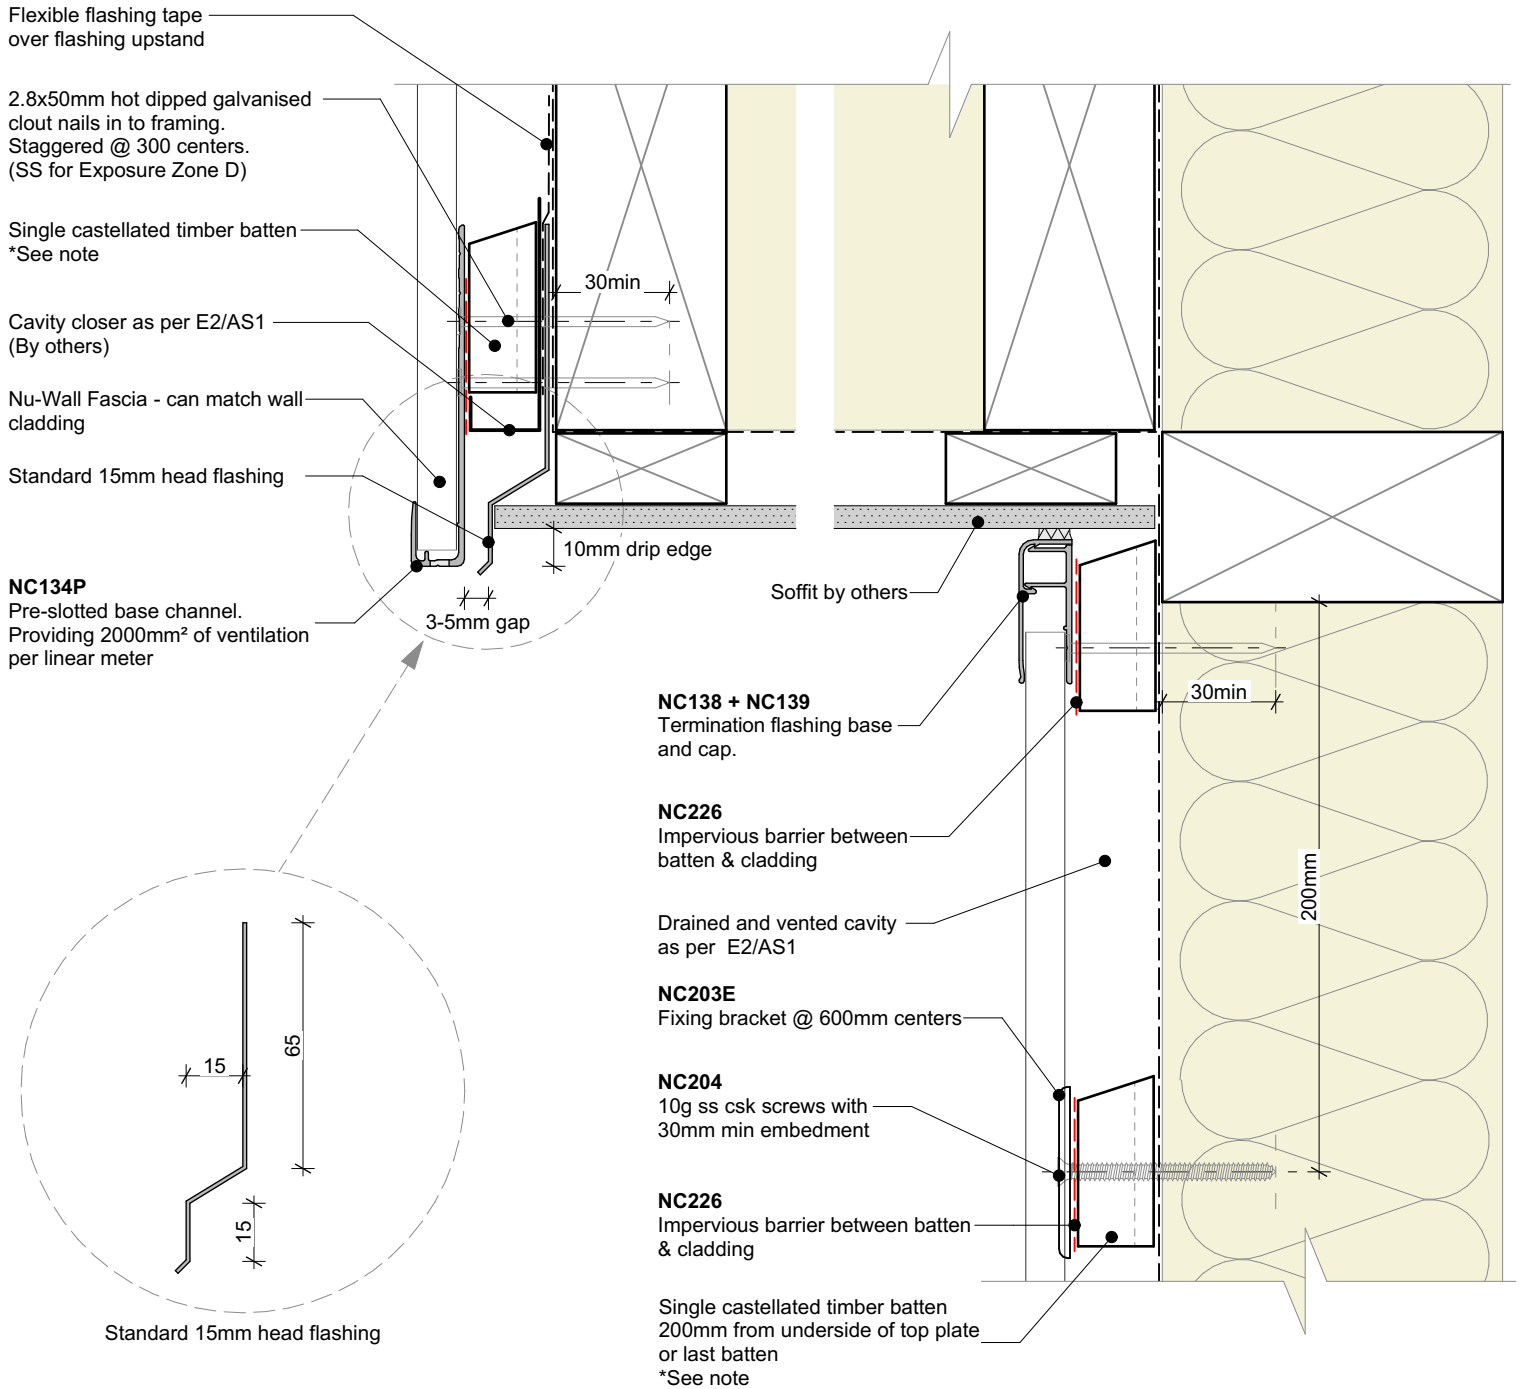 Flexible flashing tape
over flashing upstand
2.8x50mm hot dipped galvanised
clout nails in to framing.
Staggered @ 300 centers.
(SS for Exposure Zone D)
Single castellated timber batten
*See note
Cavity closer as per E2/AS1
(By others)
Nu-Wall Fascia - can match wall
cladding
Standard 15mm head flashing
NC134P
Pre-slotted base channel.
Providing 2000mm² of ventilation
per linear meter
30min
10mm drip edge
3-5mm gap
Soffit by others
NC138 + NC139
Termination flashing base
and cap.
NC226
Impervious barrier between
batten & cladding
Drained and vented cavity
as per E2/AS1
NC203E
Fixing bracket @ 600mm centers
NC204
10g ss csk screws with
30mm min embedment
NC226
Impervious barrier between batten
& cladding
Single castellated timber batten
200mm from underside of top plate
or last batten
*See note
30min
200mm
15
65
15
Standard 15mm head flashing